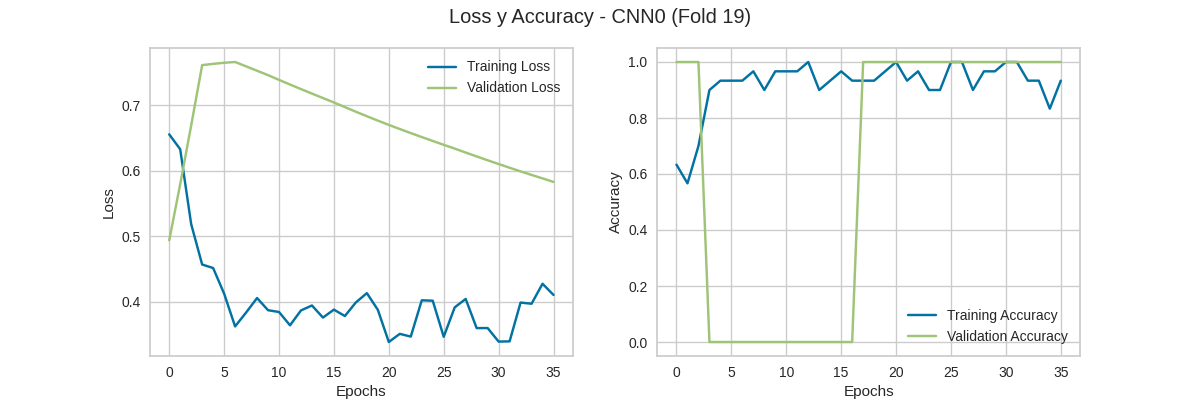 Loss y Accuracy - CNN0 (Fold 19)
Loss
0.7
0.6
0.5
0.4
Training Loss
Validation Loss
0 5 10 15 20 25 30 35
Epochs
Accuracy
1.0
0.8
0.6
0.4
0.2
0.0
Training Accuracy
Validation Accuracy
0 5 10 15 20 25 30 35
Epochs